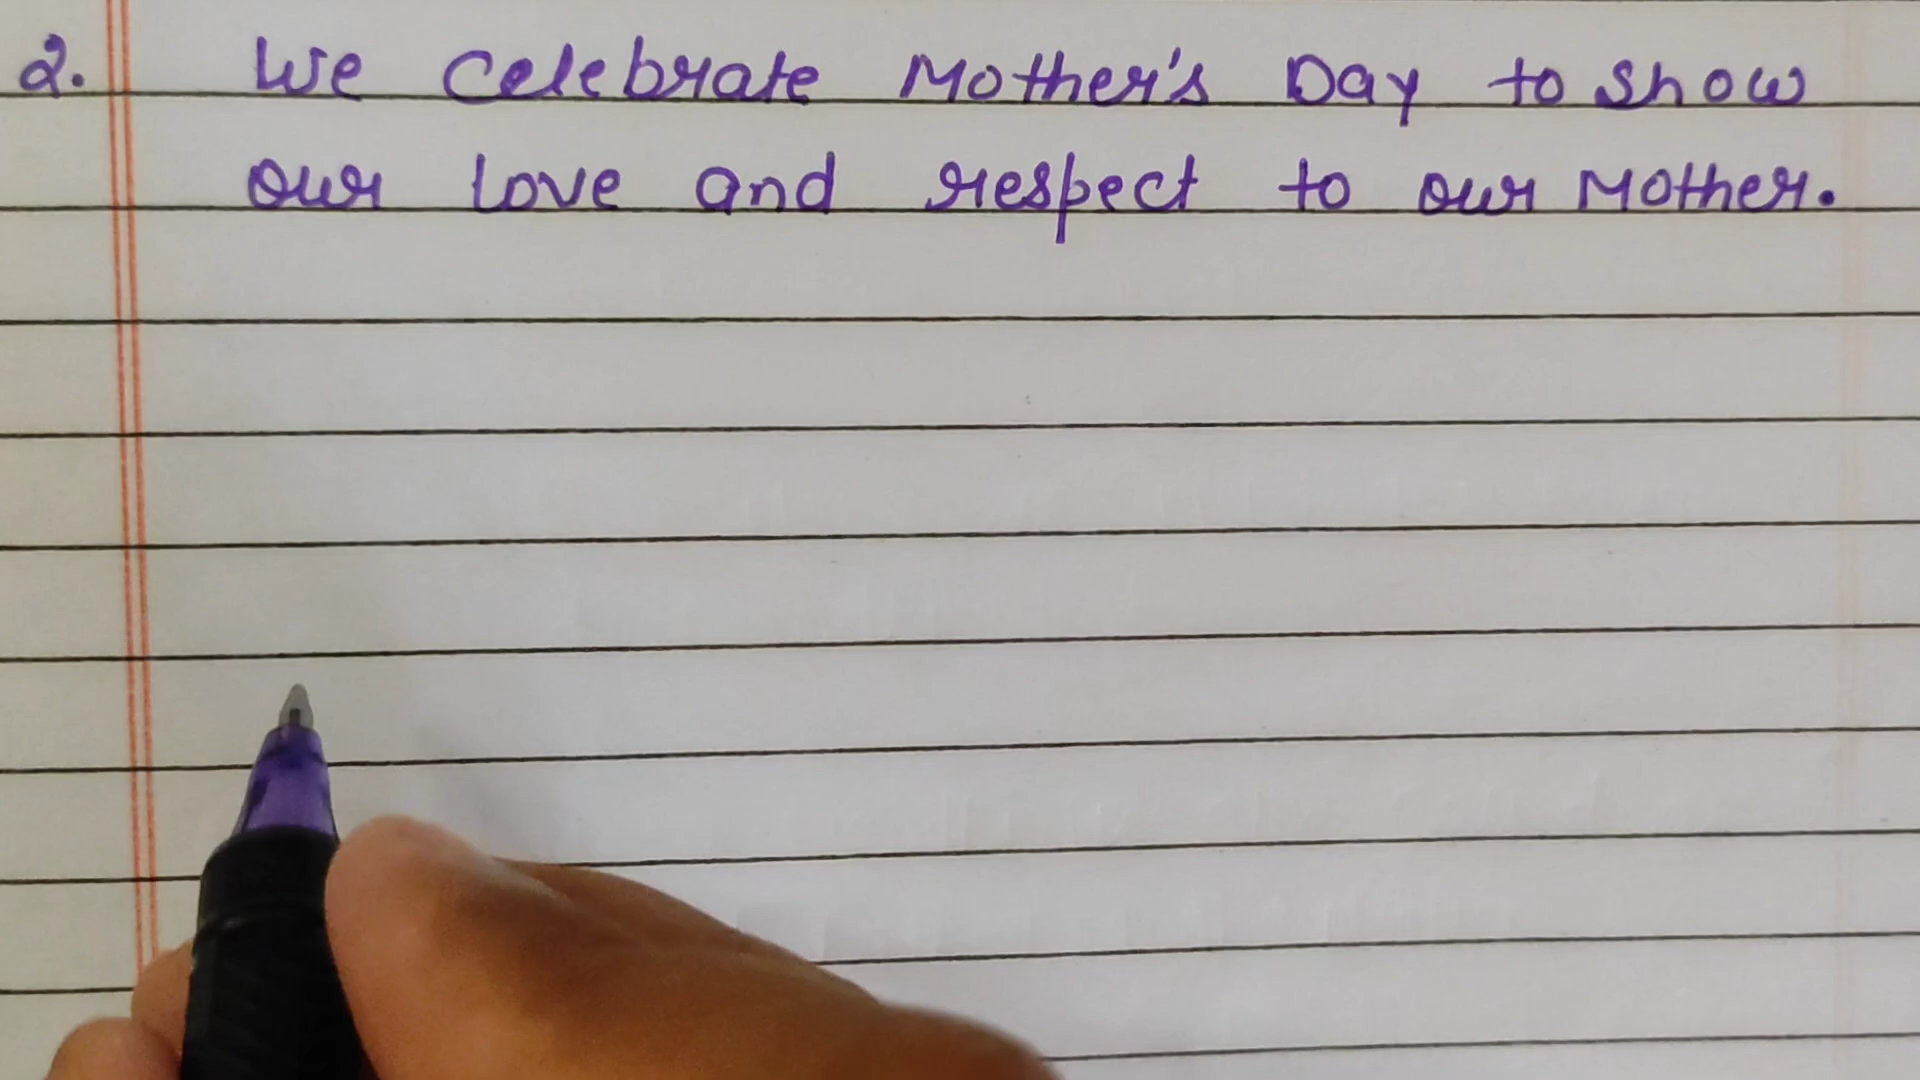 2. We Celebrate Mother's Day to show
our love and respect to our Mother.